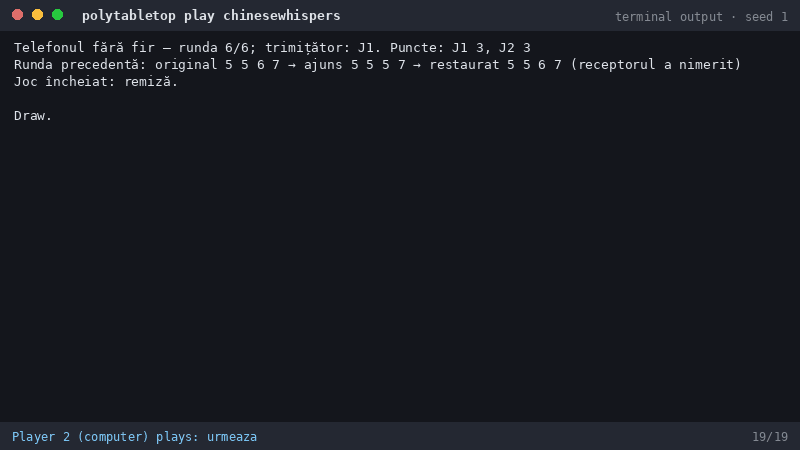 polytabletop play chinesewhispers
terminal output · seed 1
Telefonul fără fir — runda 6/6; trimițător: J1. Puncte: J1 3, J2 3
Runda precedentă: original 5 5 6 7 → ajuns 5 5 5 7 → restaurat 5 5 6 7 (receptorul a nimerit)
Joc încheiat: remiză.
Draw.
Player 2 (computer) plays: urmeaza
19/19